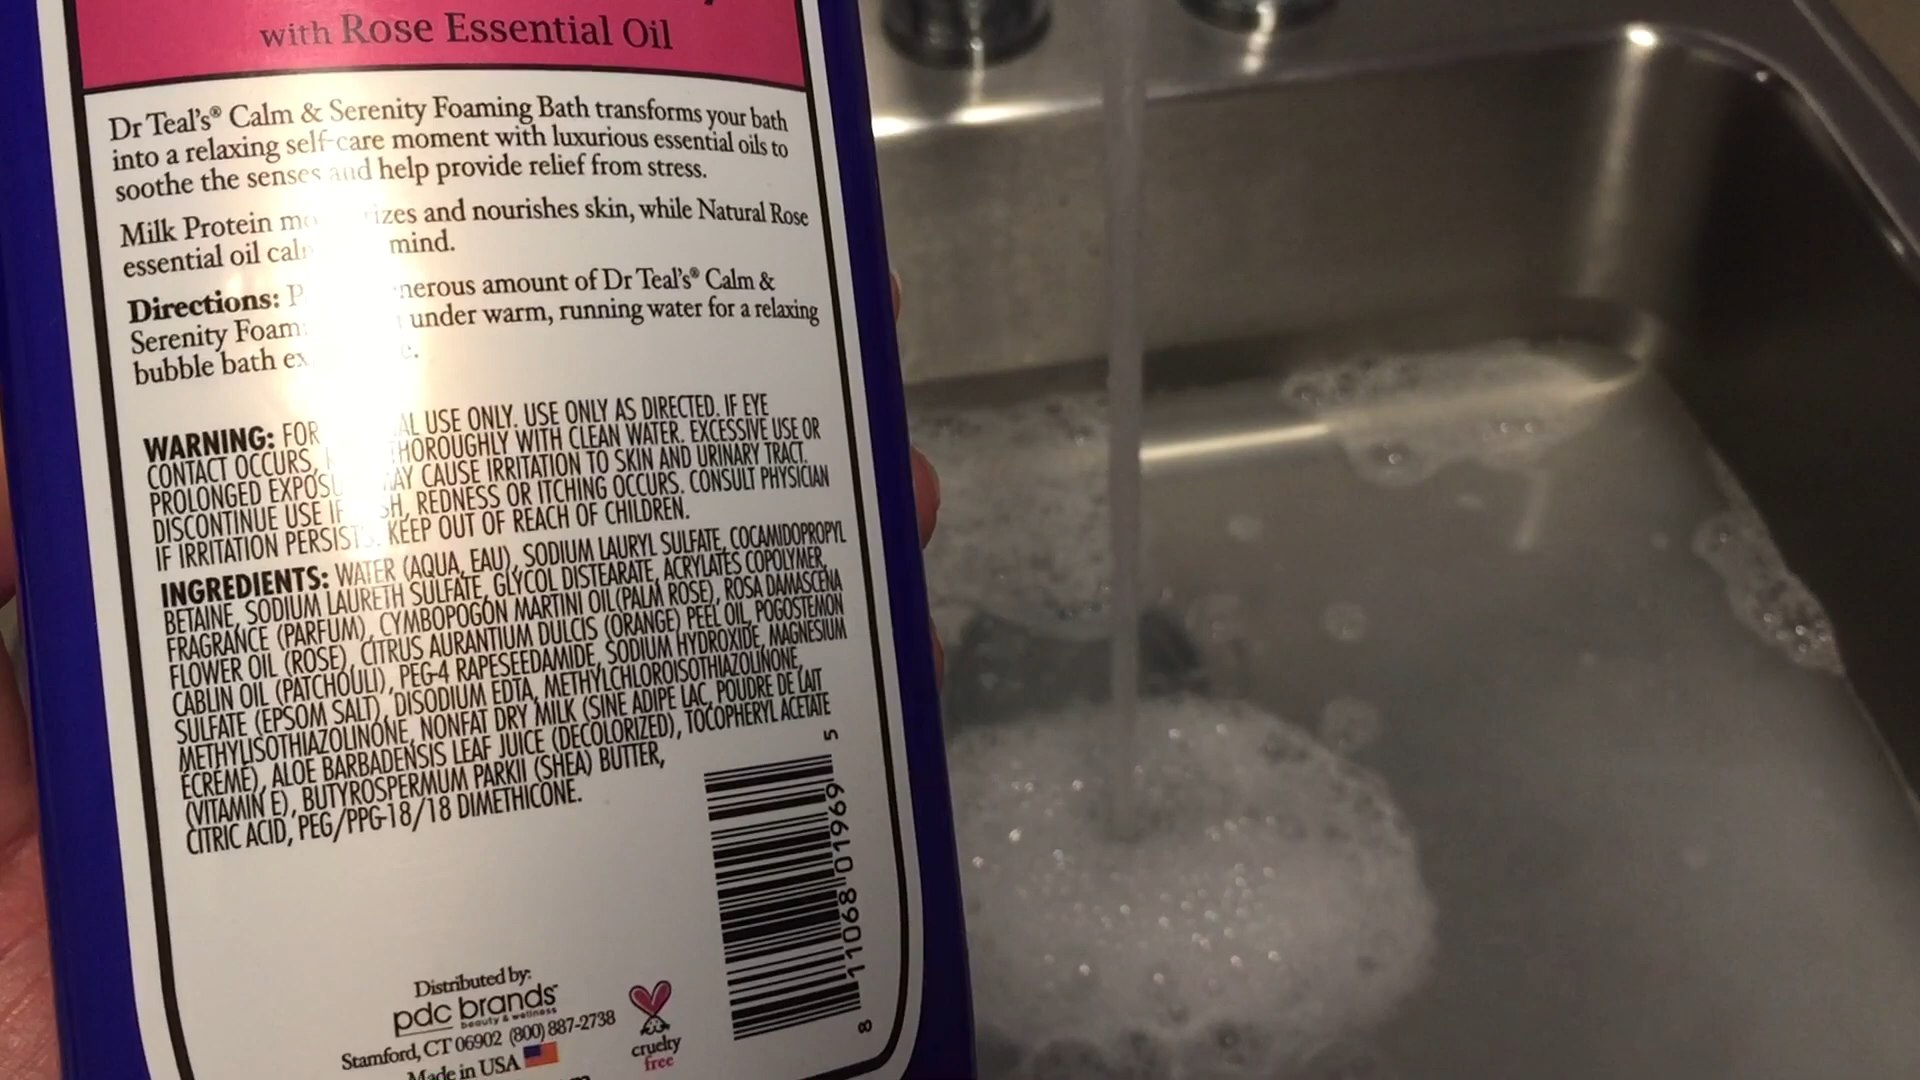 with Rose Essential Oil
Dr Teal's® Calm & Serenity Foaming Bath transforms your bath
into a relaxing self-care moment with luxurious essential oils to
soothe the senses and help provide relief from stress.
Milk Protein izes and nourishes skin, while Natural Rose
essential oil mind.
Directions: nerous amount of Dr Teal's® Calm &
Serenity Foam under warm, running water for a relaxing
bubble bath
WARNING: FOR AL USE ONLY. USE ONLY AS DIRECTED. IF EYE
CONTACT OCCURS, HOROUGHLY WITH CLEAN WATER. EXCESSIVE USE OR
PROLONGED EXPOSU AY CAUSE IRRITATION TO SKIN AND URINARY TRACT.
DISCONTINUE USE IF SH, REDNESS OR ITCHING OCCURS. CONSULT PHYSICIAN
IF IRRITATION PERSISTS. KEEP OUT OF REACH OF CHILDREN.
INGREDIENTS: WATER (AQUA, EAU), SODIUM LAURYL SULFATE, COCAMIDOPROPYL
BETAINE, SODIUM LAURETH SULFATE, GLYCOL DISTEARATE, ACRYLATES COPOLYMER,
FRAGRANCE (PARFUM), CYMBOPOGON MARTINI OIL (PALM ROSE), ROSA DAMASCENA
FLOWER OIL (ROSE), CITRUS AURANTIUM DULCIS (ORANGE) PEEL OIL, POGOSTEMON
CABLIN OIL (PATCHOULI), PEG-4 RAPESEEDAMIDE, SODIUM HYDROXIDE, MAGNESIUM
SULFATE (EPSOM SALT), DISODIUM EDTA, METHYLCHLOROISOTHIAZOLINONE,
METHYLISOTHIAZOLINONE, NONFAT DRY MILK (SINE ADIPE LAC, POUDRE DE LAIT
ÉCRÉMÉ), ALOE BARBADENSIS LEAF JUICE (DECOLORIZED), TOCOPHERYL ACETATE
(VITAMIN E), BUTYROSPERMUM PARKII (SHEA) BUTTER,
CITRIC ACID, PEG/PPG-18/18 DIMETHICONE.
8 11068 01969 5
Distributed by:
pdc brands
beauty & wellness
Stamford, CT 06902 (800) 887-2738
Made in USA
cruelty
free